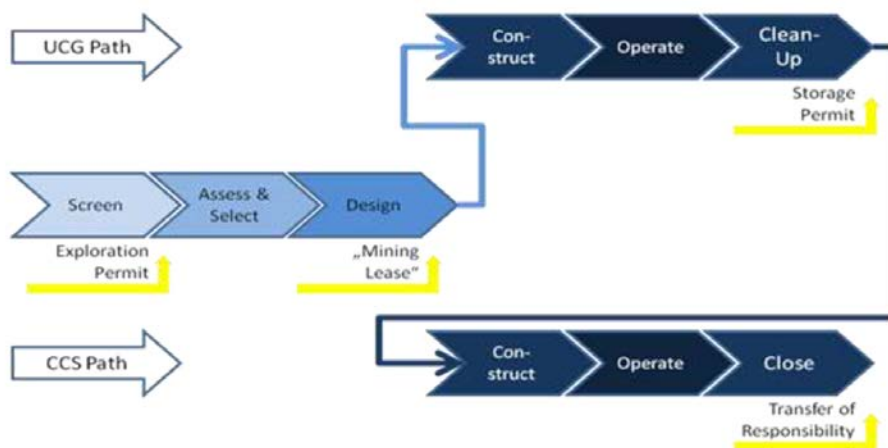 UCG Path
Con-
struct
Operate
Clean-
Up
Storage
Permit
Screen
Assess &
Select
Design
Exploration
Permit
„Mining
Lease“
CCS Path
Con-
struct
Operate
Close
Transfer of
Responsibility